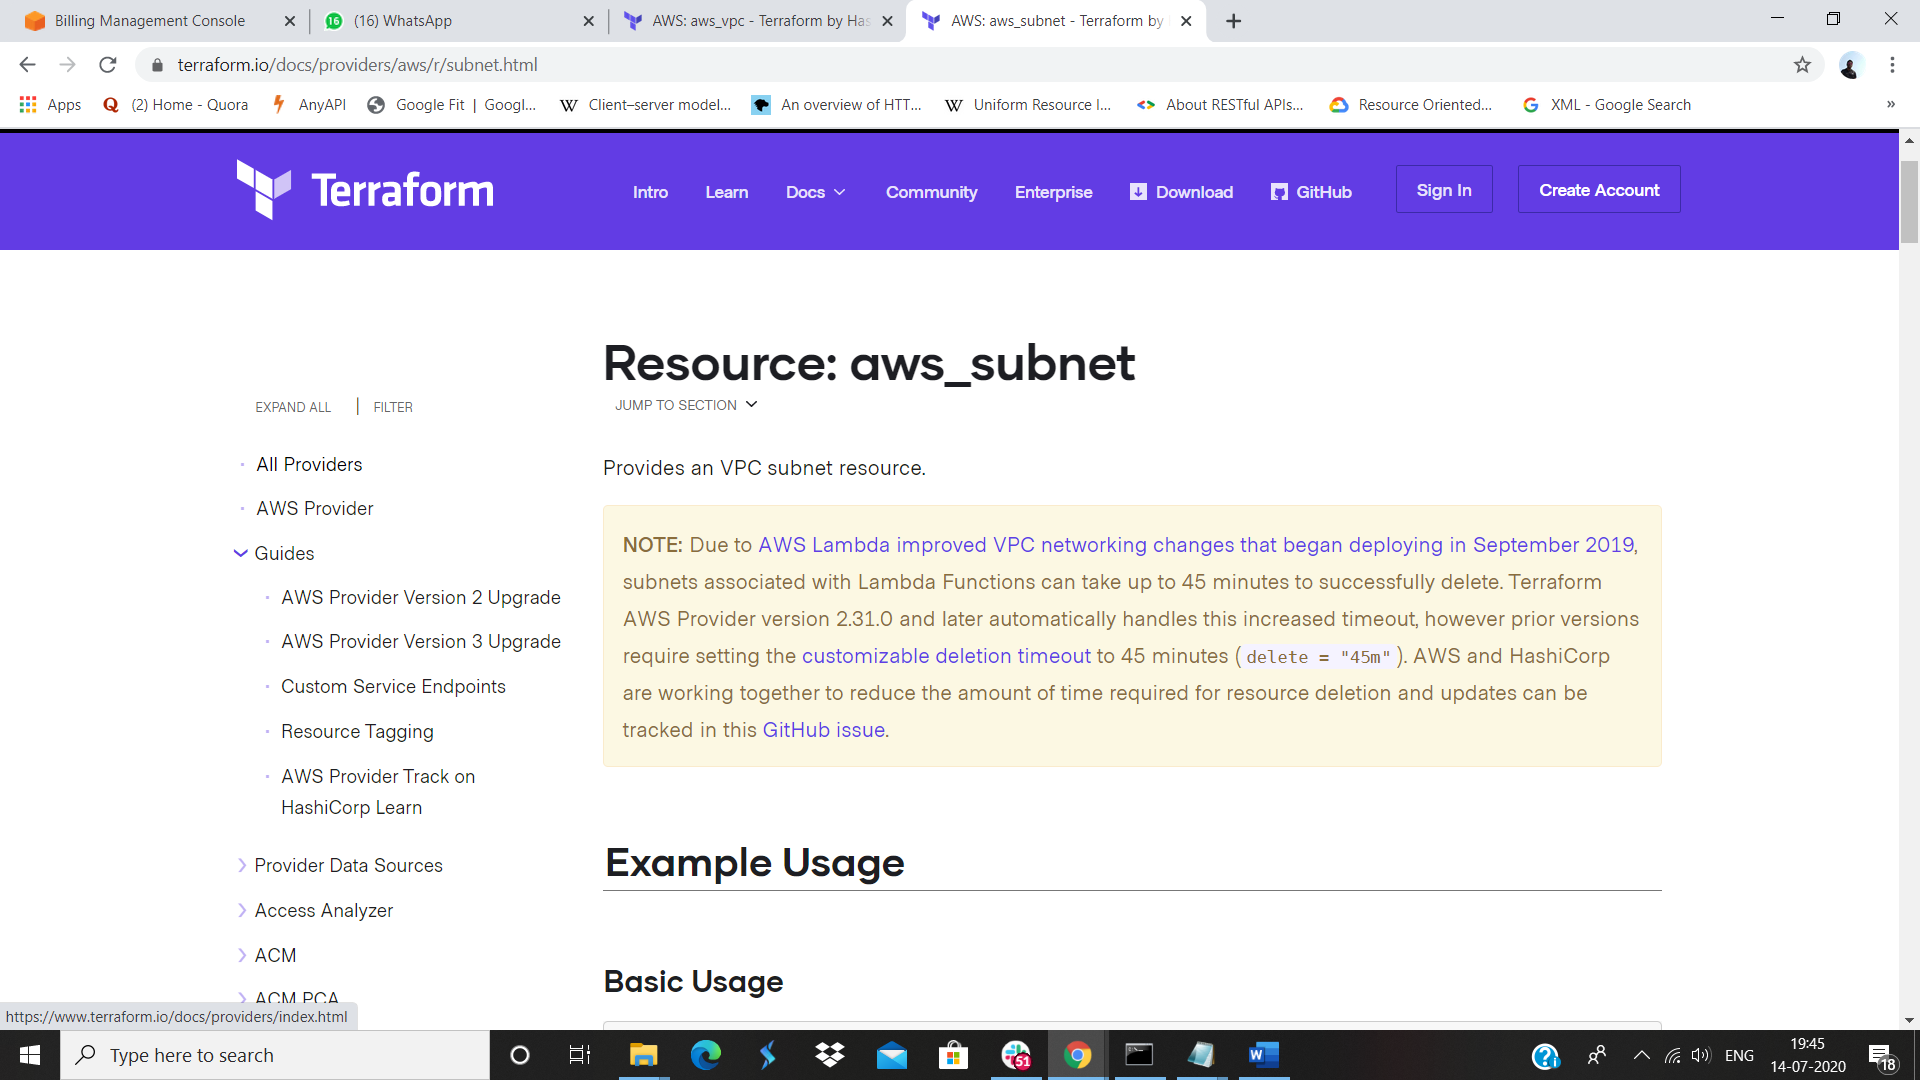 Billing Management Console
16
(16) WhatsApp
AWS: aws_vpc - Terraform by Has
AWS: aws_subnet - Terraform by
terraform.io/docs/providers/aws/r/subnet.html
Apps
Q (2) Home - Quora
AnyAPI
Google Fit | Googl...
W Client–server model...
An overview of HTT...
W Uniform Resource I...
About RESTful APIs...
Resource Oriented...
G XML - Google Search
»
Terraform
Intro
Learn
Docs
Community
Enterprise
Download
GitHub
Sign In
Create Account
Resource: aws_subnet
JUMP TO SECTION
EXPAND ALL | FILTER
All Providers
AWS Provider
Guides
AWS Provider Version 2 Upgrade
AWS Provider Version 3 Upgrade
Custom Service Endpoints
Resource Tagging
AWS Provider Track on
HashiCorp Learn
Provider Data Sources
Access Analyzer
ACM
ACM PCA
Provides an VPC subnet resource.
NOTE: Due to AWS Lambda improved VPC networking changes that began deploying in September 2019,
subnets associated with Lambda Functions can take up to 45 minutes to successfully delete. Terraform
AWS Provider version 2.31.0 and later automatically handles this increased timeout, however prior versions
require setting the customizable deletion timeout to 45 minutes ( delete = "45m" ). AWS and HashiCorp
are working together to reduce the amount of time required for resource deletion and updates can be
tracked in this GitHub issue.
Example Usage
Basic Usage
https://www.terraform.io/docs/providers/index.html
Type here to search
51
W
ENG
19:45
14-07-2020
18